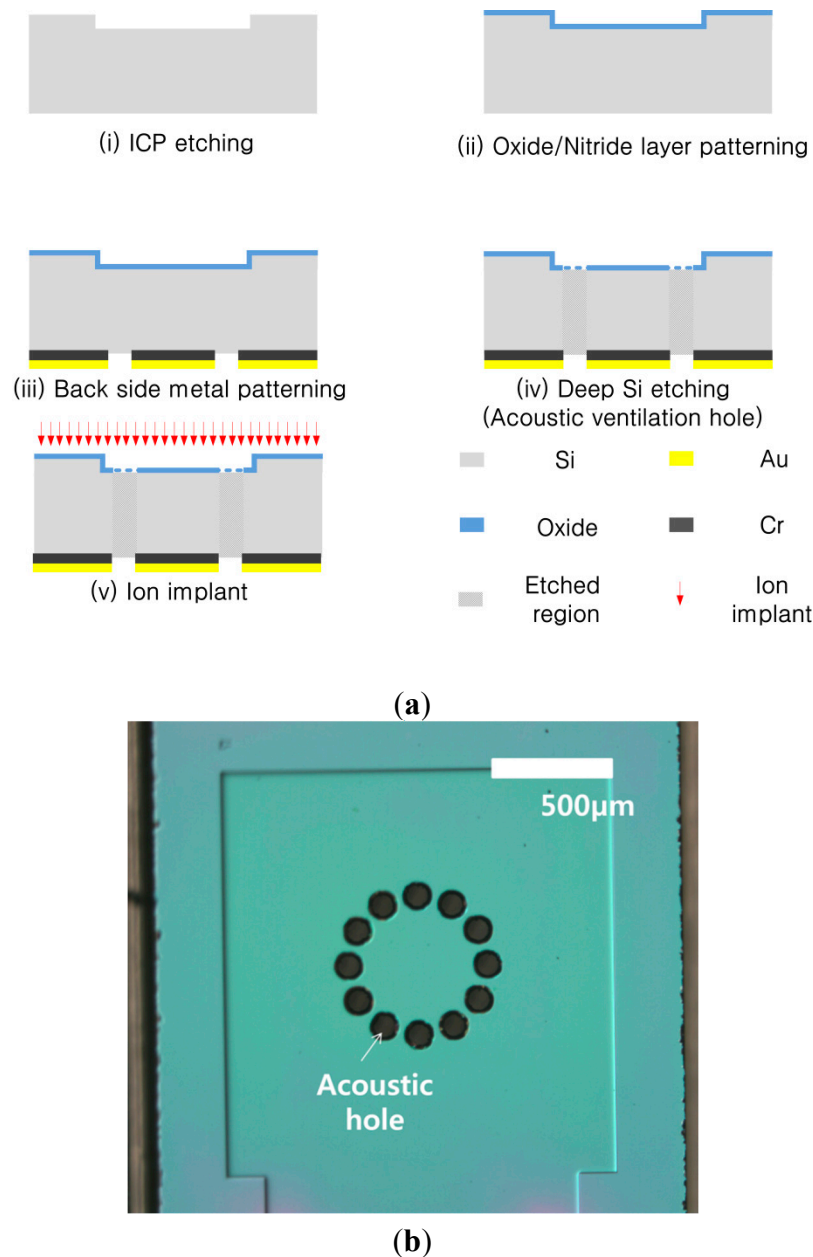 (i) ICP etching
(ii) Oxide/Nitride layer patterning
(iii) Back side metal patterning
(iv) Deep Si etching
(Acoustic ventilation hole)
(v) Ion implant
Si
Au
Oxide
Cr
Etched
region
Ion
implant
(a)
500μm
Acoustic
hole
(b)